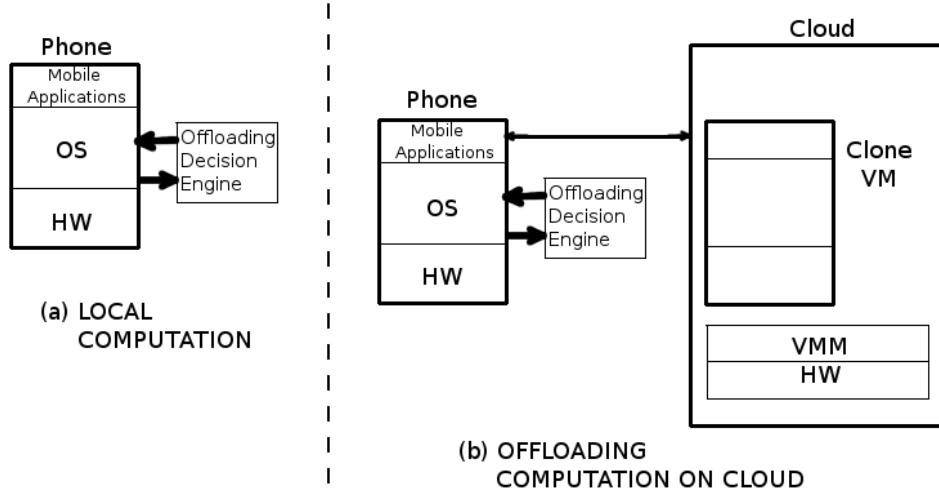 Phone
Mobile
Applications
OS
HW
Offloading
Decision
Engine
(a) LOCAL
COMPUTATION
Phone
Mobile
Applications
OS
HW
Offloading
Decision
Engine
Cloud
Clone
VM
VMM
HW
(b) OFFLOADING
COMPUTATION ON CLOUD